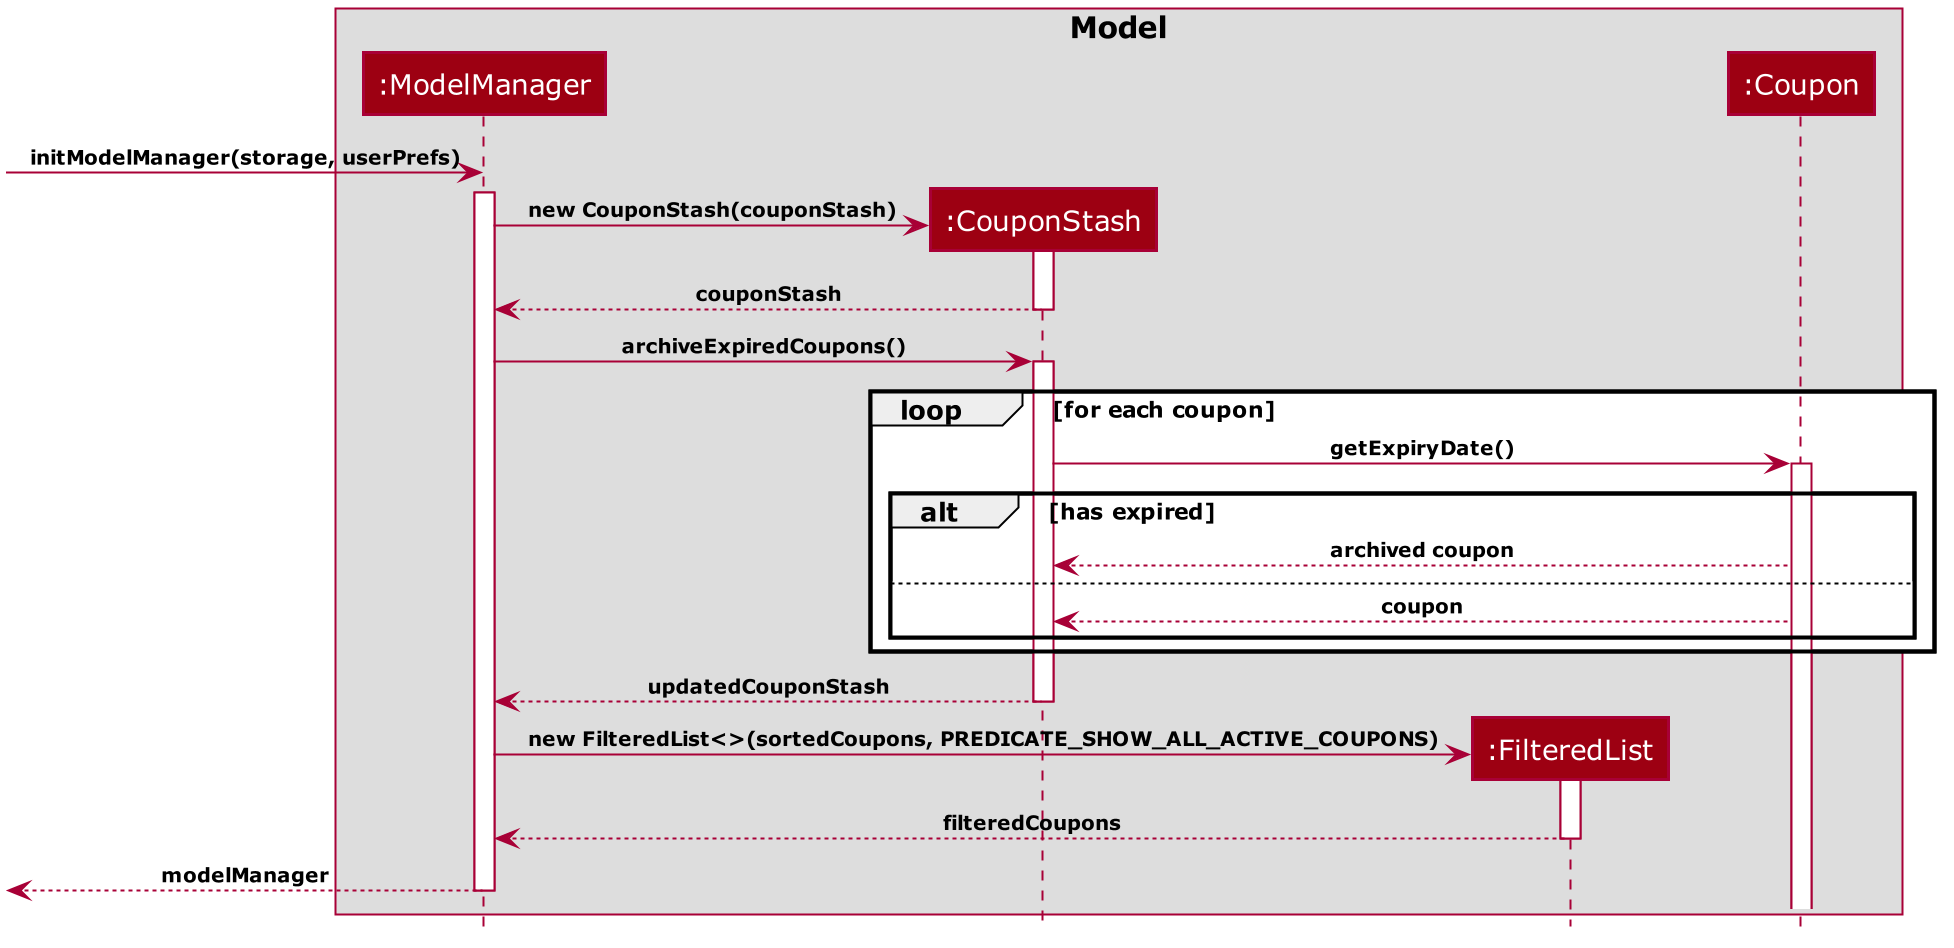 Model
:ModelManager
:Coupon
initModelManager(storage, userPrefs)
new CouponStash(couponStash)
:CouponStash
couponStash
archiveExpiredCoupons()
loop [for each coupon]
getExpiryDate()
alt [has expired]
archived coupon
coupon
updatedCouponStash
new FilteredList<>(sortedCoupons, PREDICATE_SHOW_ALL_ACTIVE_COUPONS)
:FilteredList
filteredCoupons
modelManager